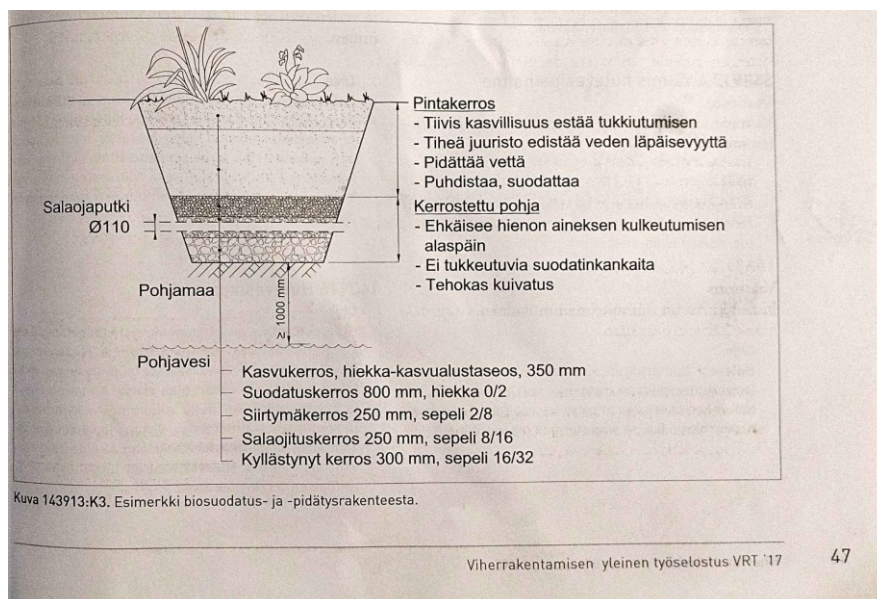 Pintakerros
- Tiivis kasvillisuus estää tukkiutumisen
- Tiheä juuristo edistää veden läpäisevyyttä
- Pidättää vettä
- Puhdistaa, suodattaa
Kerrostettu pohja
- Ehkäisee hienon aineksen kulkeutumisen
alaspäin
- Ei tukkeutuvia suodatinkankaita
- Tehokas kuivatus
Salaojaputki
Ø110
Pohjamaa
≥ 1000 mm
Pohjavesi
Kasvukerros, hiekka-kasvualustaseos, 350 mm
Suodatuskerros 800 mm, hiekka 0/2
Siirtymäkerros 250 mm, sepeli 2/8
Salaojituskerros 250 mm, sepeli 8/16
Kyllästynyt kerros 300 mm, sepeli 16/32
Kuva 143913:K3. Esimerkki biosuodatus- ja -pidätysrakenteesta.
Viherrakentamisen yleinen työselostus VRT '17 47